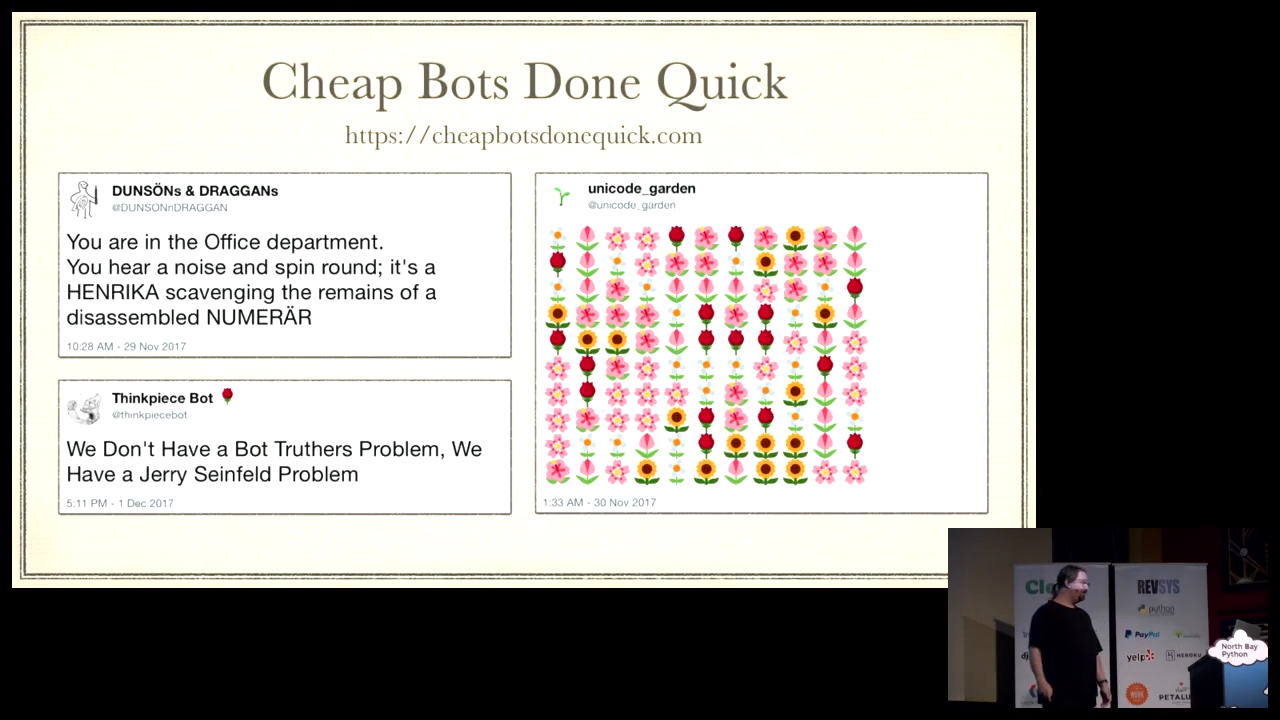 Cheap Bots Done Quick
https://cheapbotsdonequick.com
DUNSÖNs & DRAGGANs
@DUNSONnDRAGGAN
You are in the Office department.
You hear a noise and spin round; it's a
HENRIKA scavenging the remains of a
disassembled NUMERÄR
10:28 AM - 29 Nov 2017
Thinkpiece Bot
@thinkpiecebot
We Don't Have a Bot Truthers Problem, We
Have a Jerry Seinfeld Problem
5:11 PM - 1 Dec 2017
unicode_garden
@unicode_garden
1:33 AM - 30 Nov 2017
REVSYS
python
PayPal
yelp
HEROKU
North Bay
Python